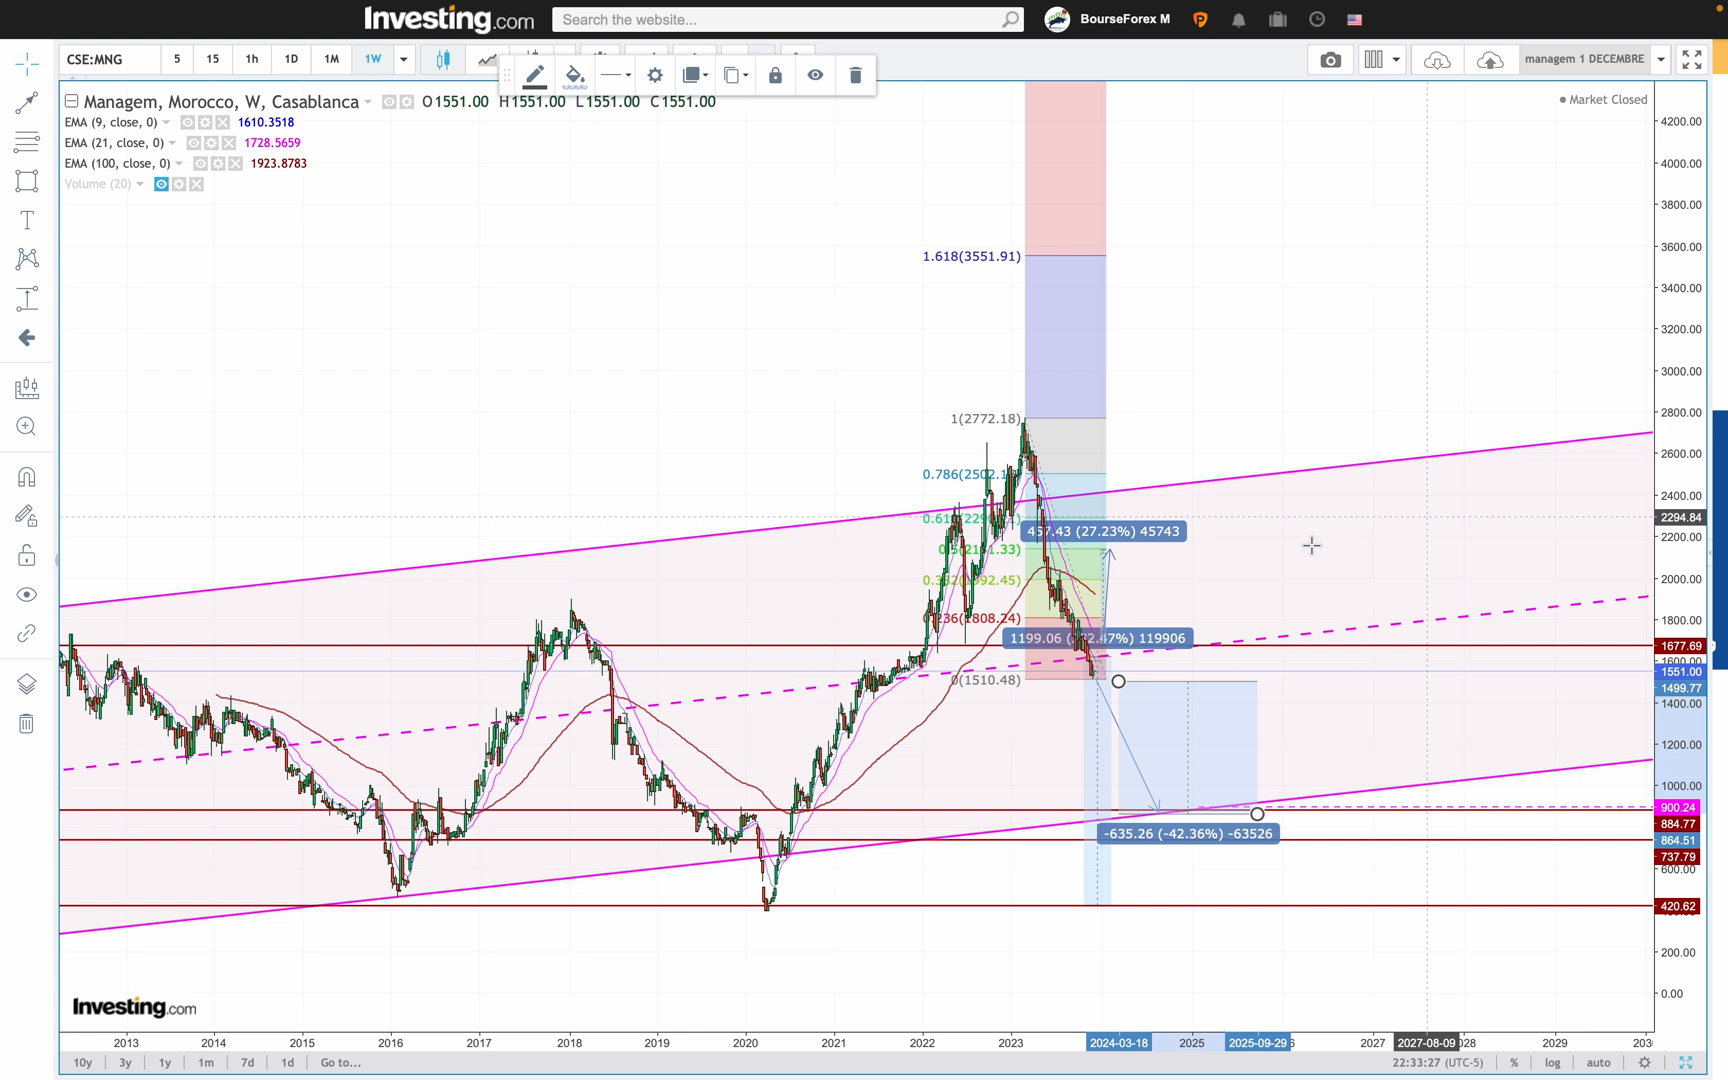 Investing.com
Search the website...
BourseForex M
CSE:MNG
5
15
1h
1D
1M
1W
managem 1 DECEMBRE
Managem, Morocco, W, Casablanca
O1551.00 H1551.00 L1551.00 C1551.00
Market Closed
EMA (9, close, 0)
1610.3518
EMA (21, close, 0)
1728.5659
EMA (100, close, 0)
1923.8783
Volume (20)
4200.00
4000.00
3800.00
3600.00
3400.00
3200.00
3000.00
2800.00
2600.00
2400.00
2294.84
2200.00
2000.00
1800.00
1677.69
1600.00
1551.00
1499.77
1400.00
1200.00
1000.00
900.24
884.77
864.51
737.79
600.00
420.62
200.00
0.00
1.618(3551.91)
1(2772.18)
457.43 (27.23%) 45743
1199.06
119906
0(1510.48)
-635.26 (-42.36%) -63526
Investing.com
2013
2014
2015
2016
2017
2018
2019
2020
2021
2022
2023
2024-03-18
2025
2025-09-29
2027
2027-08-09
2029
10y
3y
1y
1m
7d
1d
Go to...
22:33:27 (UTC-5)
%
log
auto